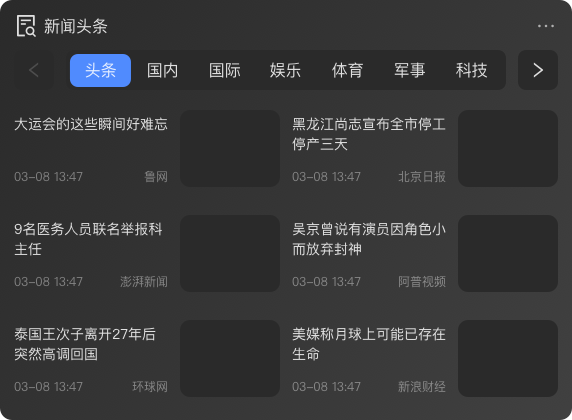 新闻头条
头条 国内 国际 娱乐 体育 军事 科技
大运会的这些瞬间好难忘
03-08 13:47 鲁网
黑龙江尚志宣布全市停工
停产三天
03-08 13:47 北京日报
9名医务人员联名举报科
主任
03-08 13:47 澎湃新闻
吴京曾说有演员因角色小
而放弃封神
03-08 13:47 阿普视频
泰国王次子离开27年后
突然高调回国
03-08 13:47 环球网
美媒称月球上可能已存在
生命
03-08 13:47 新浪财经